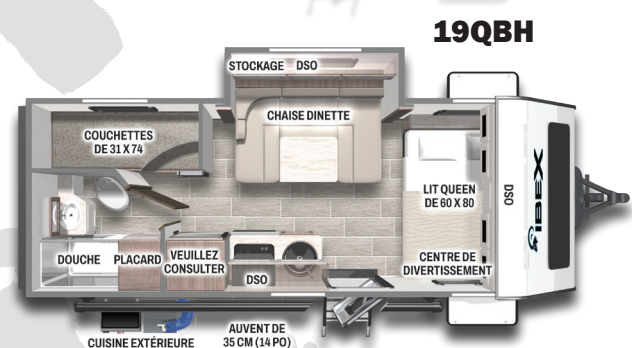 19QBH
STOCKAGE DSO
CHAISE DINETTE
COUCHETTES
DE 31 X 74
LIT QUEEN
DE 60 X 80
DSO
IBEX
DOUCHE
PLACARD
VEUILLEZ
CONSULTER
DSO
CENTRE DE
DIVERTISSEMENT
CUISINE EXTÉRIEURE
AUVENT DE
35 CM (14 PO)